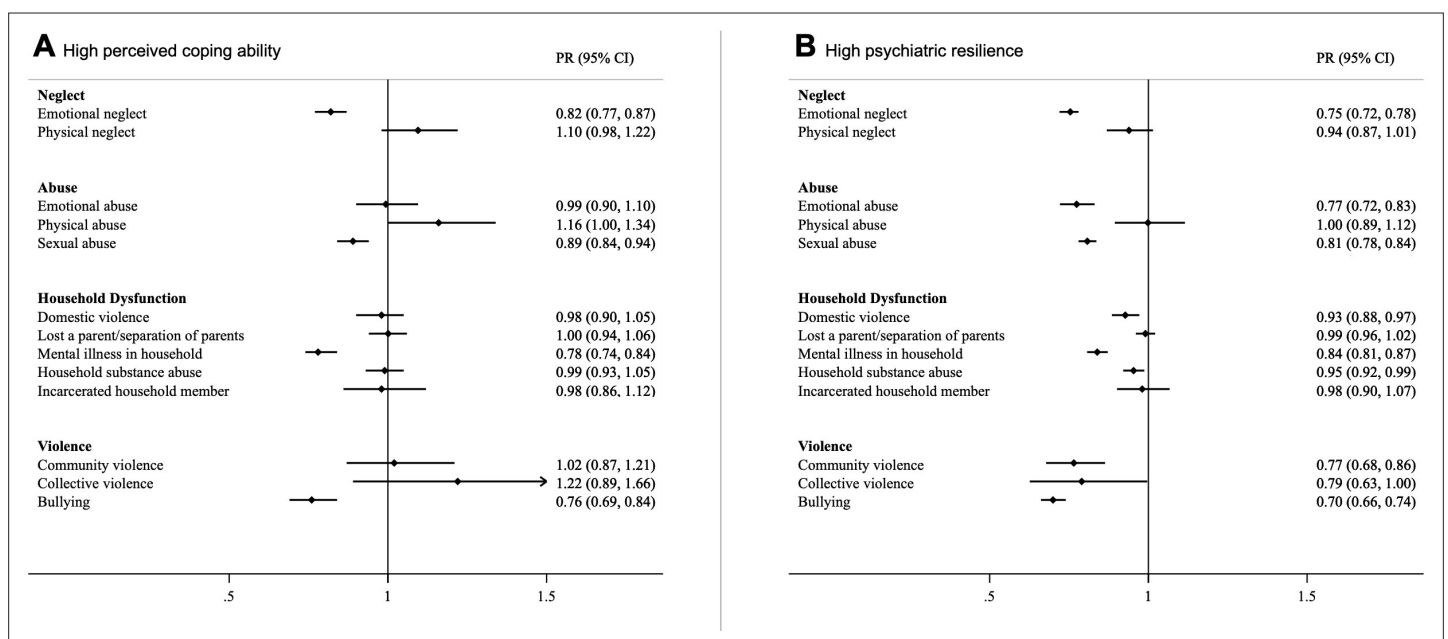 A High perceived coping ability
PR (95% CI)
Neglect
Emotional neglect 0.82 (0.77, 0.87)
Physical neglect 1.10 (0.98, 1.22)
Abuse
Emotional abuse 0.99 (0.90, 1.10)
Physical abuse 1.16 (1.00, 1.34)
Sexual abuse 0.89 (0.84, 0.94)
Household Dysfunction
Domestic violence 0.98 (0.90, 1.05)
Lost a parent/separation of parents 1.00 (0.94, 1.06)
Mental illness in household 0.78 (0.74, 0.84)
Household substance abuse 0.99 (0.93, 1.05)
Incarcerated household member 0.98 (0.86, 1.12)
Violence
Community violence 1.02 (0.87, 1.21)
Collective violence 1.22 (0.89, 1.66)
Bullying 0.76 (0.69, 0.84)
.5 1 1.5
B High psychiatric resilience
PR (95% CI)
Neglect
Emotional neglect 0.75 (0.72, 0.78)
Physical neglect 0.94 (0.87, 1.01)
Abuse
Emotional abuse 0.77 (0.72, 0.83)
Physical abuse 1.00 (0.89, 1.12)
Sexual abuse 0.81 (0.78, 0.84)
Household Dysfunction
Domestic violence 0.93 (0.88, 0.97)
Lost a parent/separation of parents 0.99 (0.96, 1.02)
Mental illness in household 0.84 (0.81, 0.87)
Household substance abuse 0.95 (0.92, 0.99)
Incarcerated household member 0.98 (0.90, 1.07)
Violence
Community violence 0.77 (0.68, 0.86)
Collective violence 0.79 (0.63, 1.00)
Bullying 0.70 (0.66, 0.74)
.5 1 1.5